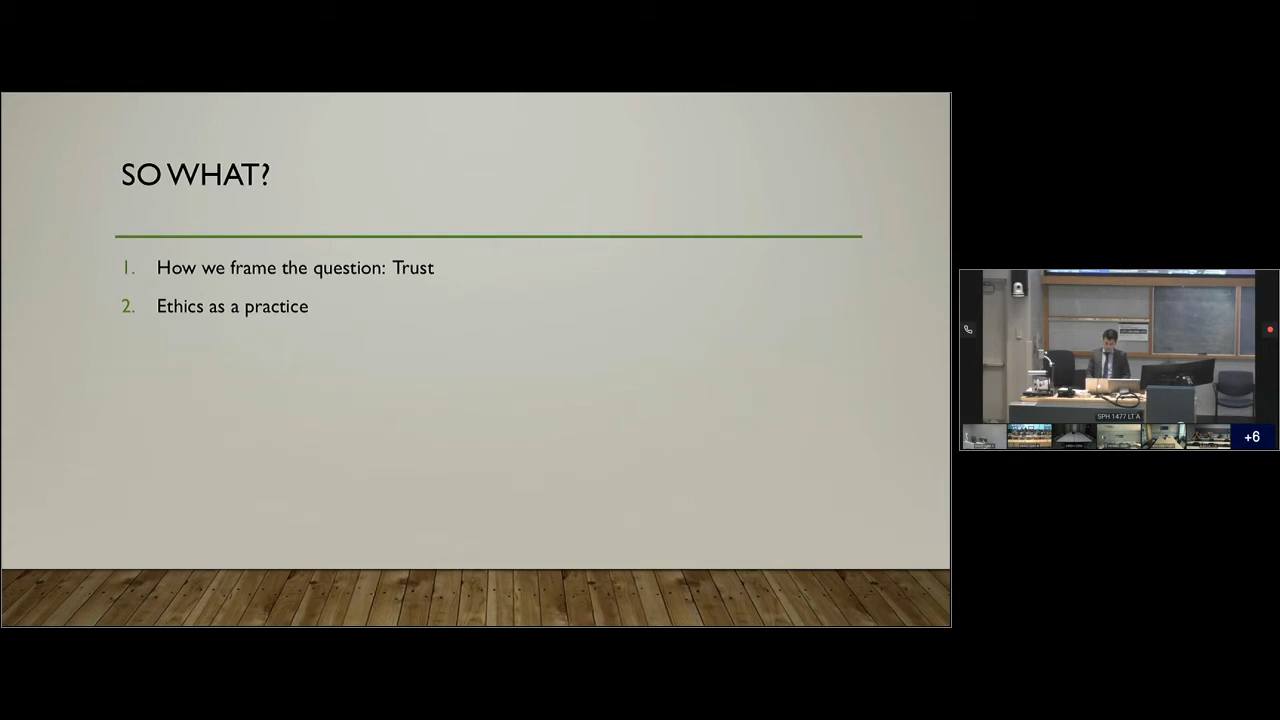 SO WHAT?
1. How we frame the question: Trust
2. Ethics as a practice
SPH 1477 LT A
+6